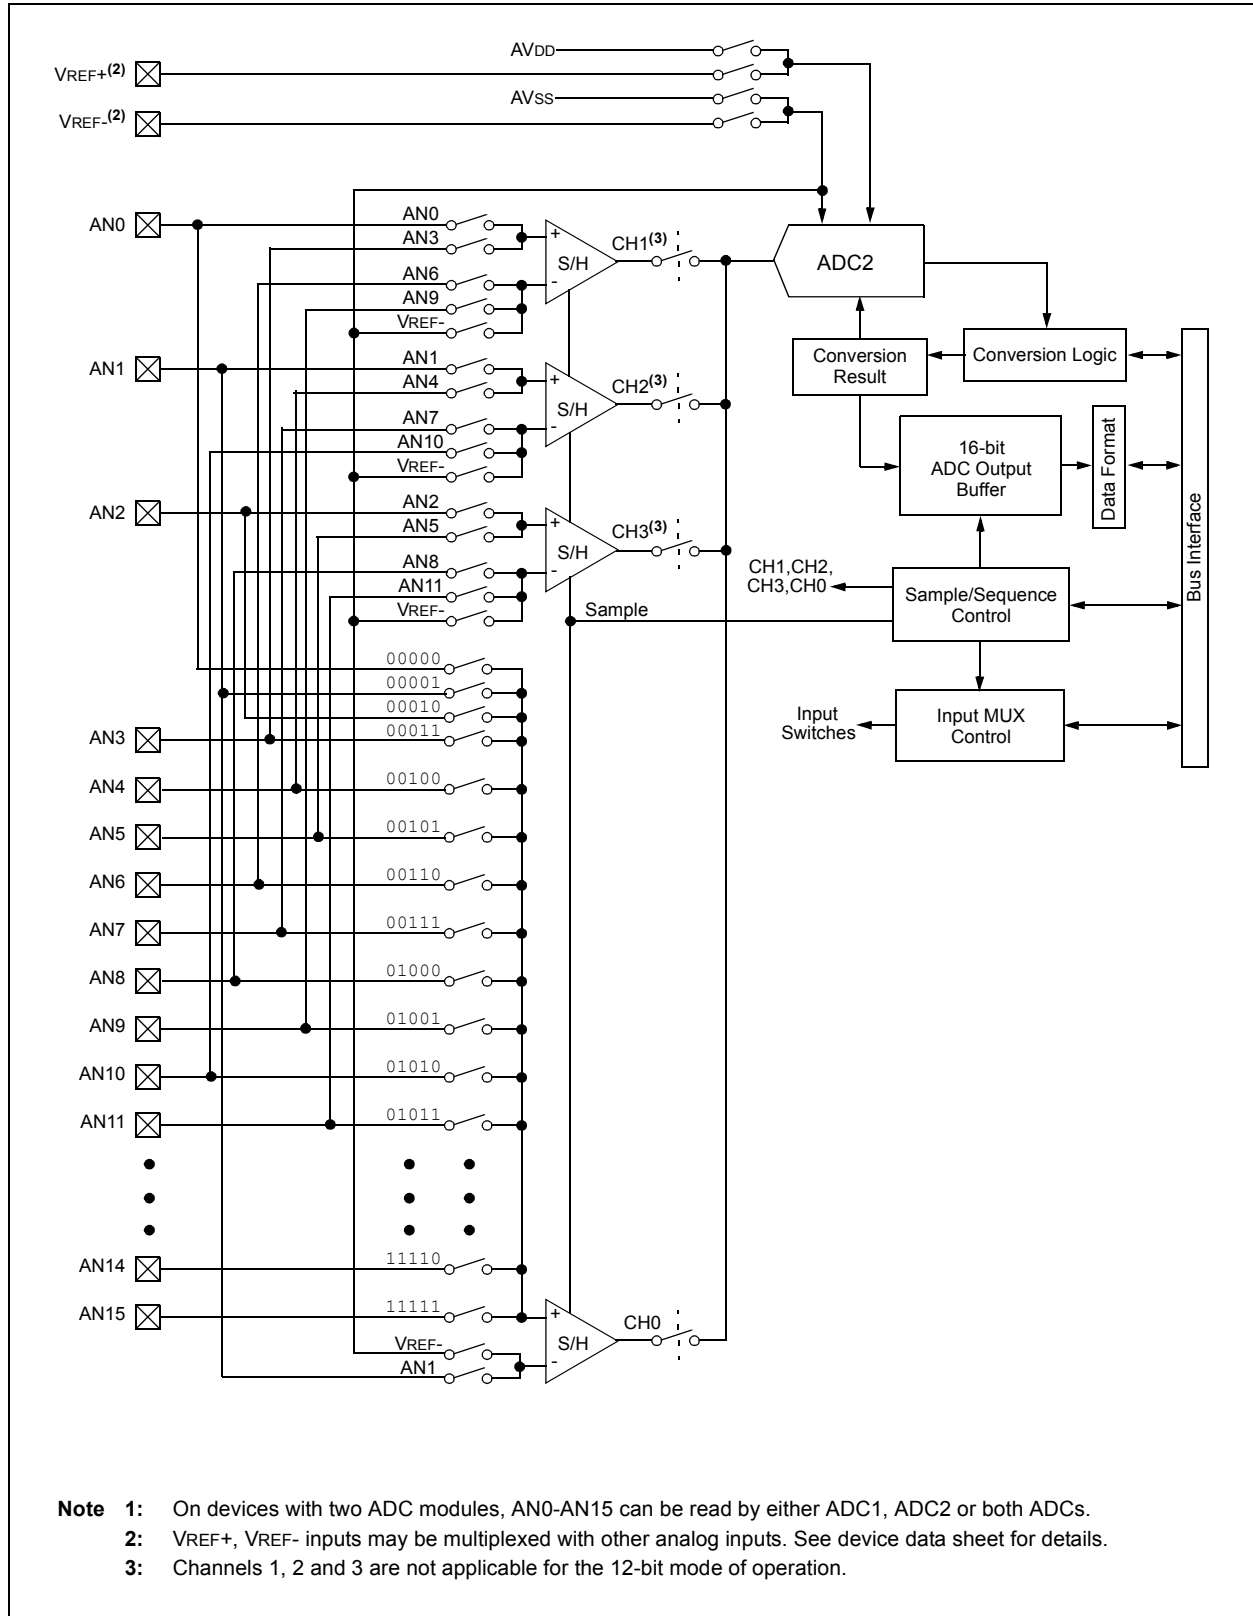 AVDD
VREF+(2)
AVSS
VREF-(2)
AN0
AN0
AN3
AN6
AN9
VREF-
+
-
S/H
CH1(3)
ADC2
AN1
AN1
AN4
AN7
AN10
VREF-
+
-
S/H
CH2(3)
Conversion
Result
Conversion Logic
16-bit
ADC Output
Buffer
Data Format
Bus Interface
AN2
AN2
AN5
AN8
AN11
VREF-
+
-
S/H
CH3(3)
CH1,CH2,
CH3,CH0
Sample/Sequence
Control
Sample
Input
Switches
Input MUX
Control
00000
00001
00010
AN3 00011
AN4 00100
AN5 00101
AN6 00110
AN7 00111
AN8 01000
AN9 01001
AN10 01010
AN11 01011
AN14 11110
AN15 11111
VREF-
AN1
+
-
S/H
CH0
Note 1: On devices with two ADC modules, AN0-AN15 can be read by either ADC1, ADC2 or both ADCs.
2: VREF+, VREF- inputs may be multiplexed with other analog inputs. See device data sheet for details.
3: Channels 1, 2 and 3 are not applicable for the 12-bit mode of operation.